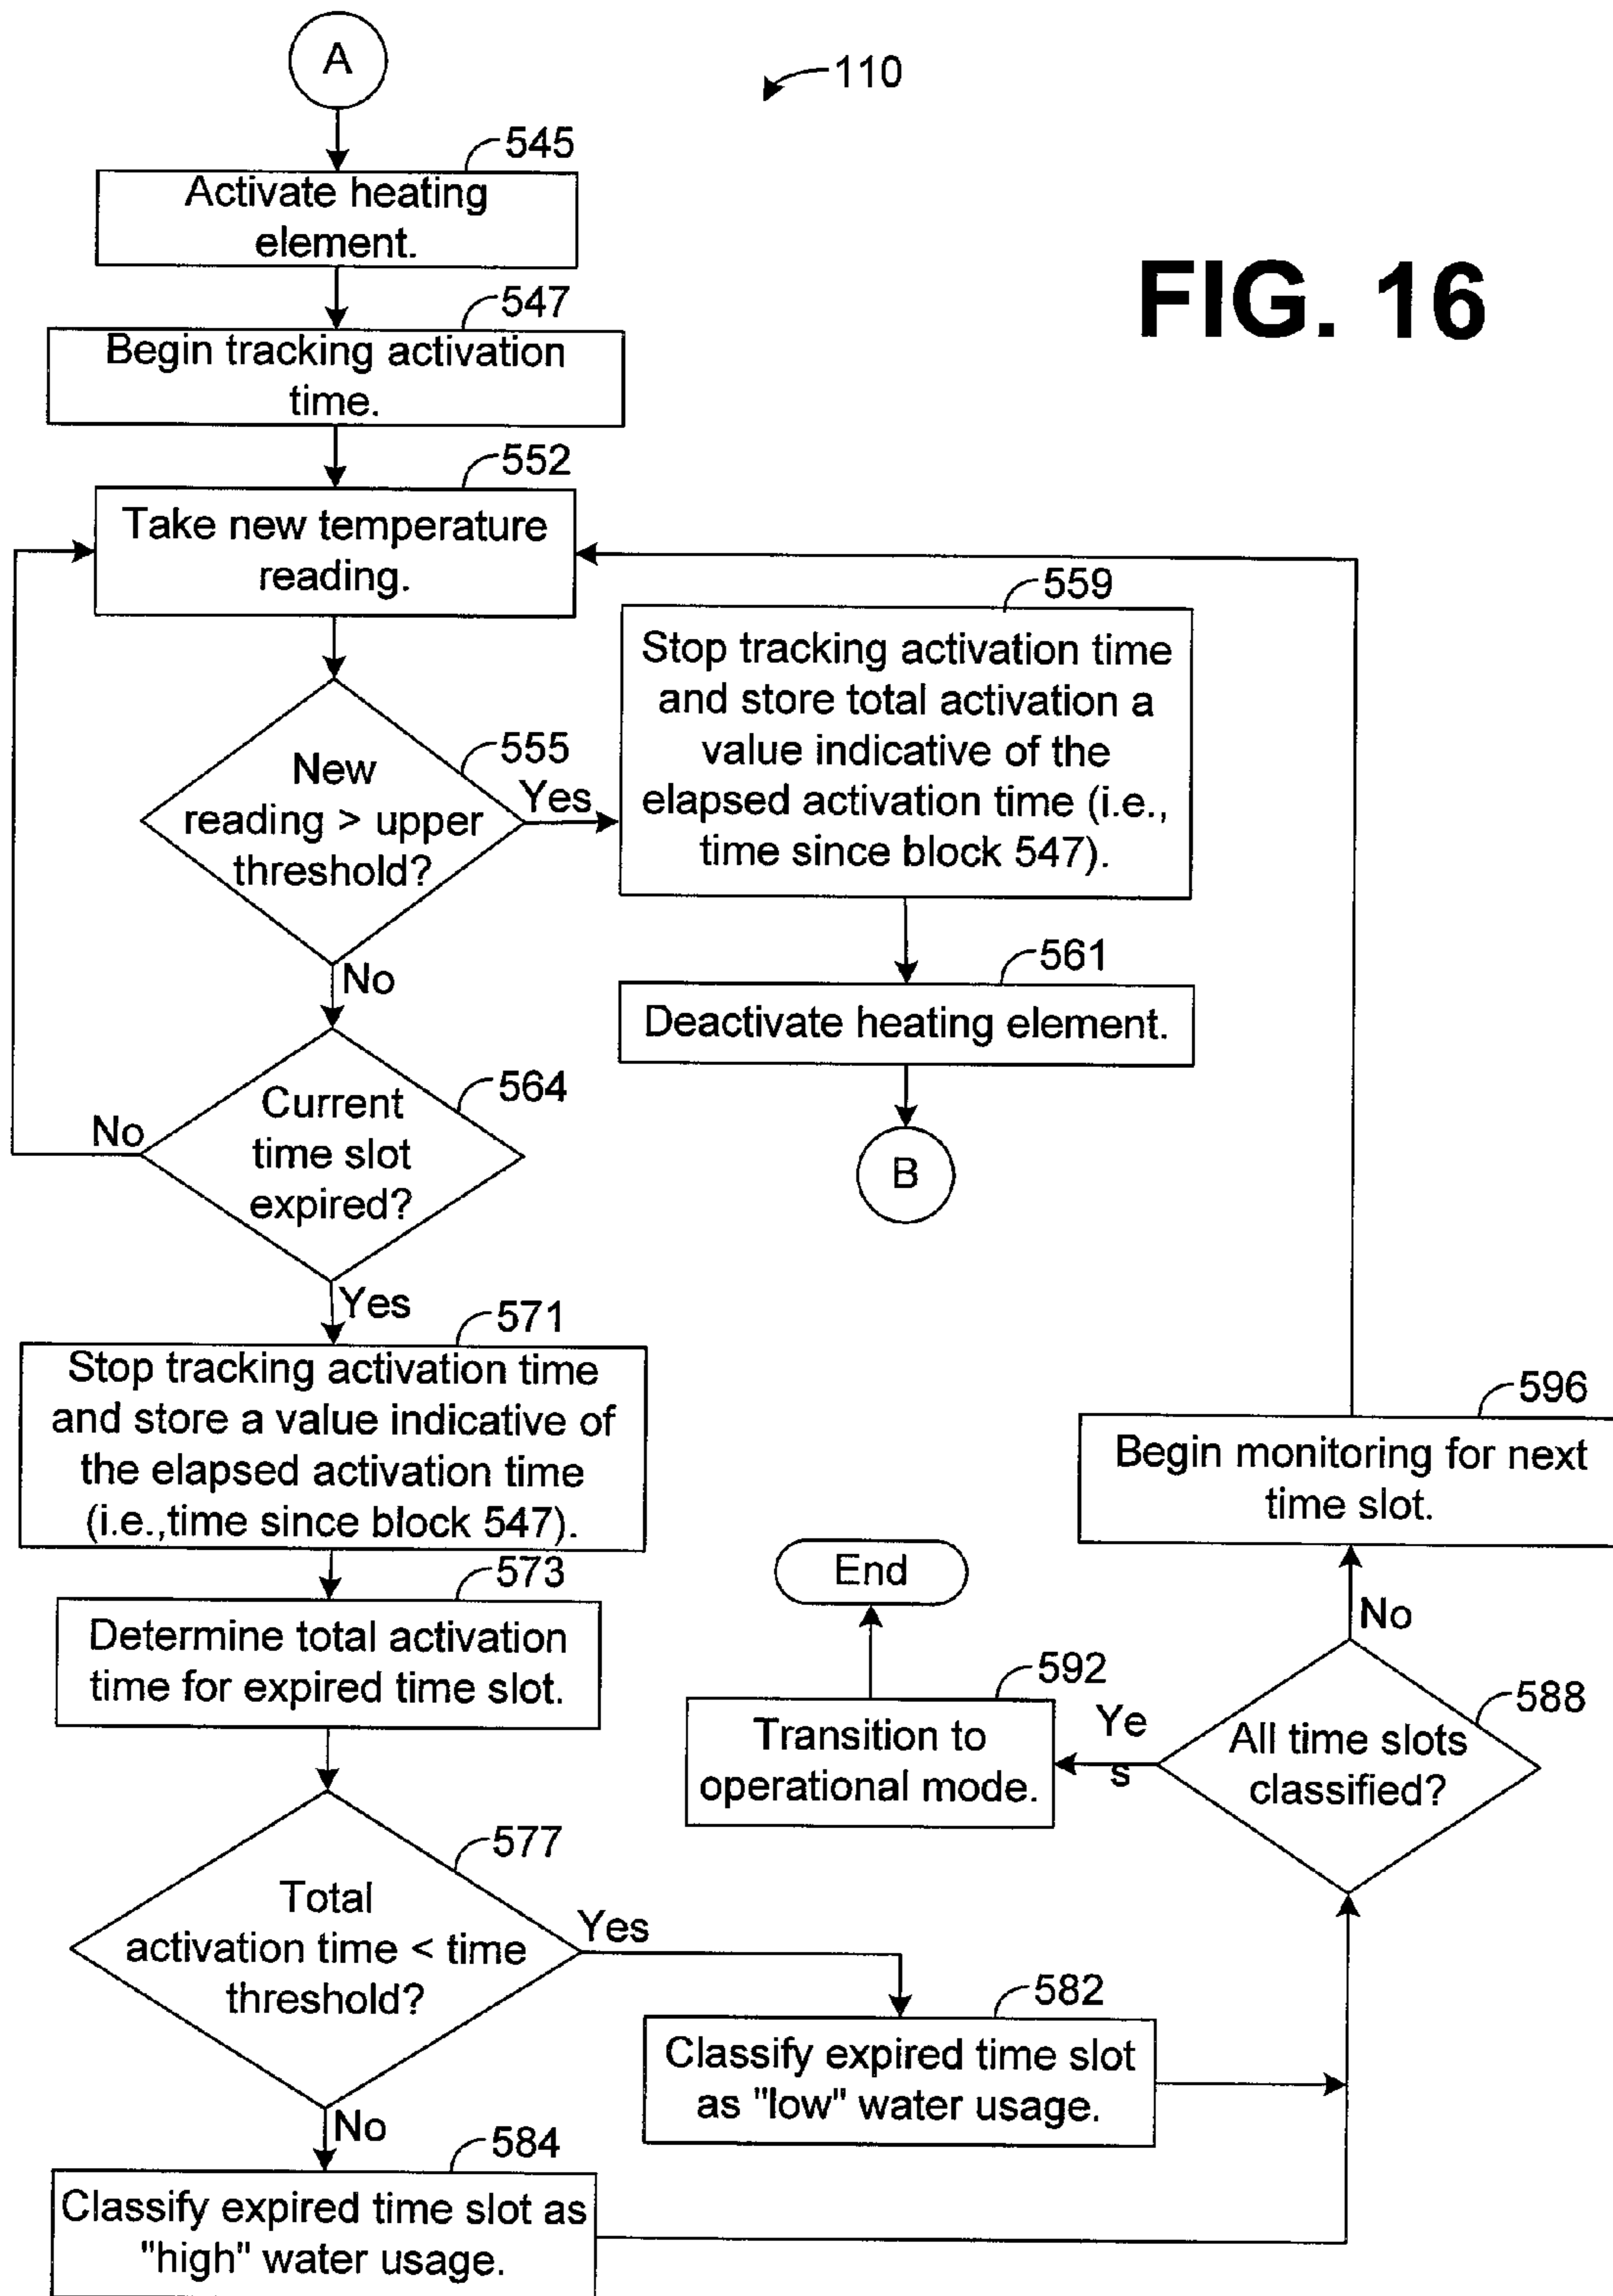 A
110
545
Activate heating
element.
FIG. 16
547
Begin tracking activation
time.
552
Take new temperature
reading.
559
Stop tracking activation time
and store total activation a
value indicative of the
elapsed activation time (i.e.,
time since block 547).
555
New
reading > upper
threshold?
Yes
No
561
Deactivate heating element.
B
564
Current
time slot
expired?
No
Yes
571
Stop tracking activation time
and store a value indicative of
the elapsed activation time
(i.e.,time since block 547).
573
Determine total activation
time for expired time slot.
577
Total
activation time < time
threshold?
Yes
No
582
Classify expired time slot
as "low" water usage.
584
Classify expired time slot as
"high" water usage.
588
All time slots
classified?
Ye
s
No
592
Transition to
operational mode.
End
596
Begin monitoring for next
time slot.